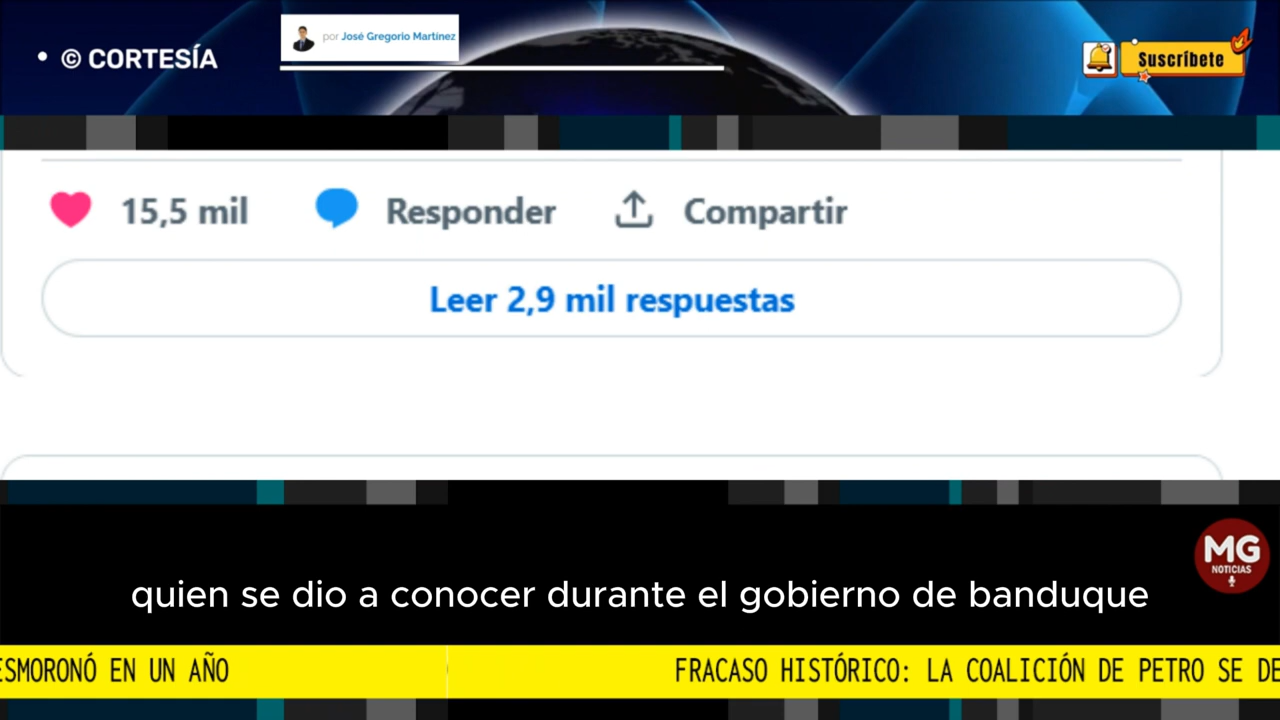 • © CORTESÍA
por José Gregorio Martínez
Suscríbete
15,5 mil
Responder
Compartir
Leer 2,9 mil respuestas
MG
NOTICIAS
quien se dio a conocer durante el gobierno de banduque
ESMORONÓ EN UN AÑO
FRACASO HISTÓRICO: LA COALICIÓN DE PETRO SE DE